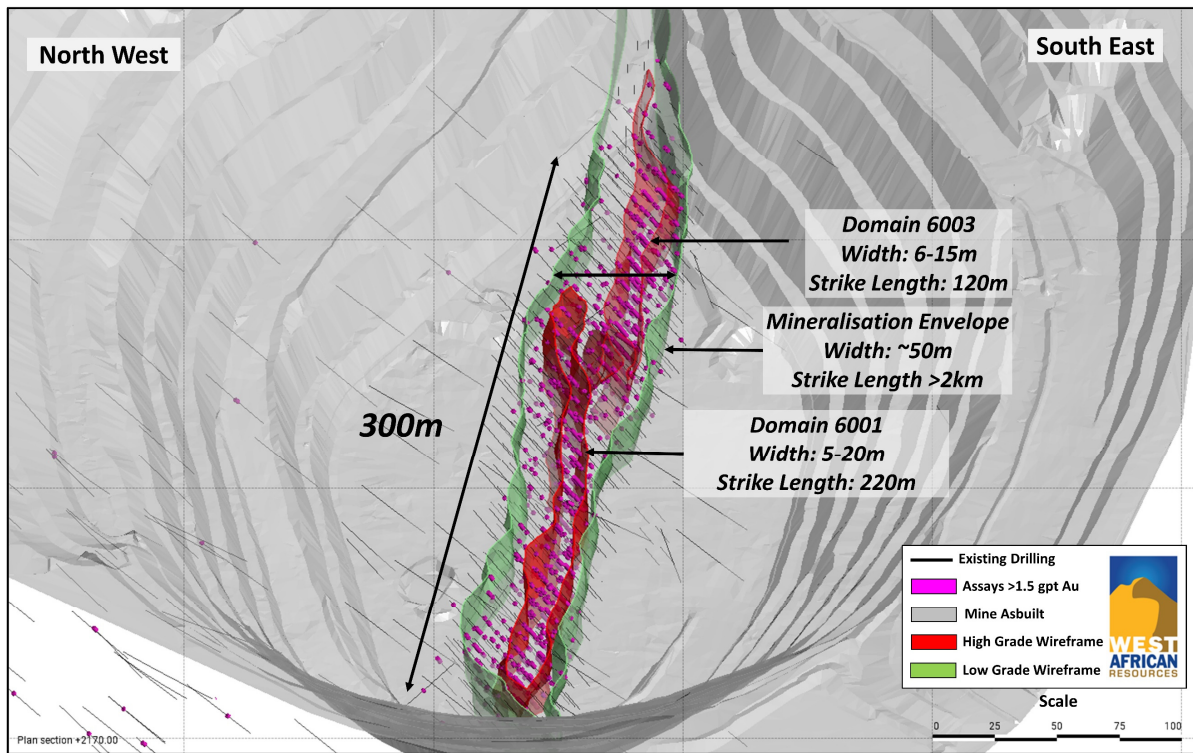 North West
South East
Domain 6003
Width: 6-15m
Strike Length: 120m
Mineralisation Envelope
Width: ~50m
Strike Length >2km
300m
Domain 6001
Width: 5-20m
Strike Length: 220m
Existing Drilling
Assays >1.5 gpt Au
Mine Asbuilt
High Grade Wireframe
Low Grade Wireframe
WEST
AFRICAN
RESOURCES
Scale
0 25 50 75 100
Plan section +2170.00